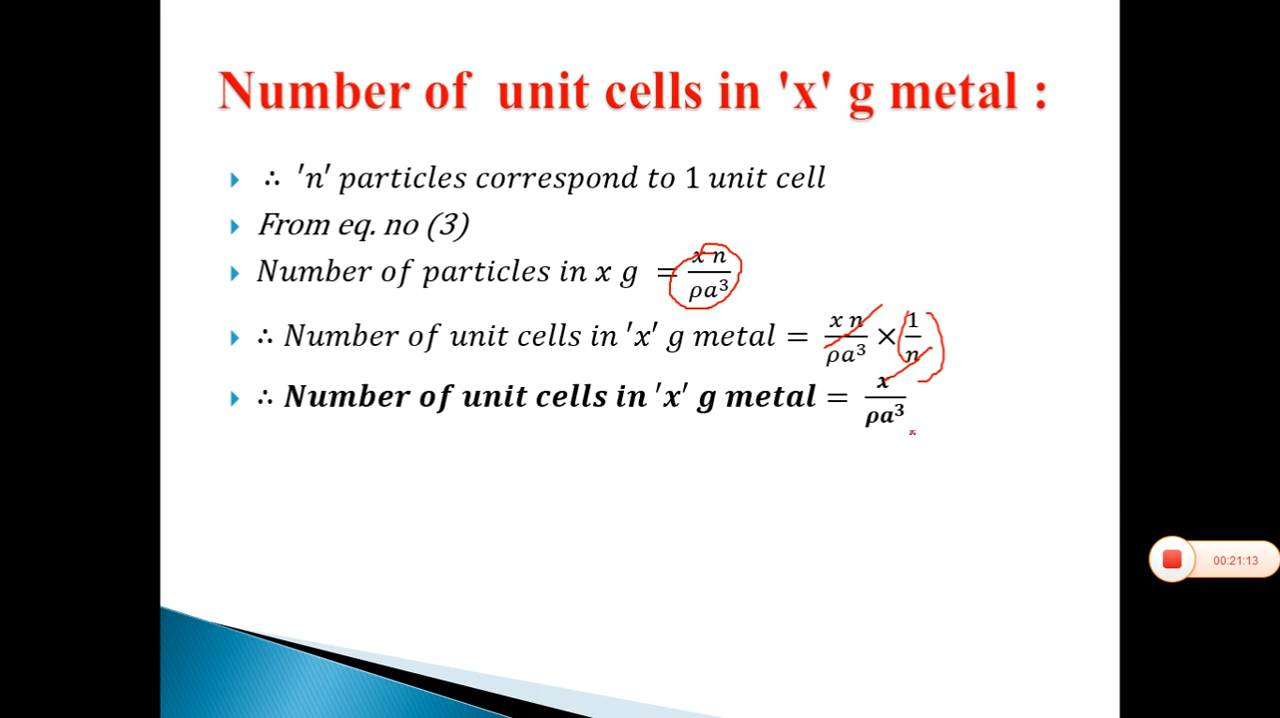 Number of unit cells in 'x' g metal :
∴ 'n' particles correspond to 1 unit cell
From eq. no (3)
Number of particles in x g = x n / ρa³
∴ Number of unit cells in 'x' g metal = x n / ρa³ × 1 / n
∴ Number of unit cells in 'x' g metal = x / ρa³
00:21:13